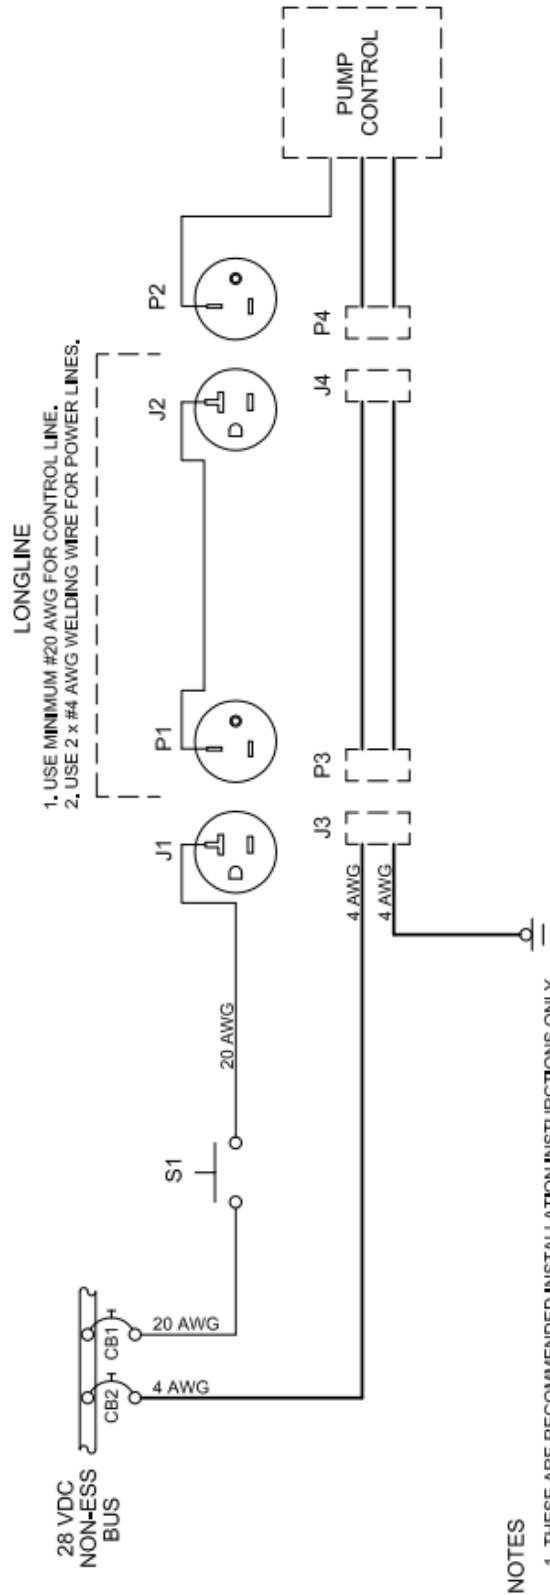 LONGLINE
1. USE MINIMUM #20 AWG FOR CONTROL LINE.
2. USE 2 x #4 AWG WELDING WIRE FOR POWER LINES.
28 VDC
NON-ESS
BUS
CB2
CB1
4 AWG
20 AWG
S1
20 AWG
J1
P1
J2
P2
J3
P3
J4
P4
4 AWG
4 AWG
PUMP
CONTROL
NOTES
1. THESE ARE RECOMMENDED INSTALLATION INSTURCTIONS ONLY